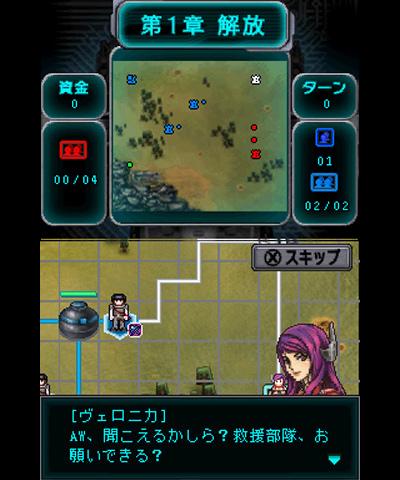 第1章 解放
資金
0
ターン
0
00/04
01
02/02
Ⓧスキップ
[ヴェロニカ]
AW、聞こえるかしら？救援部隊、お
願いできる？